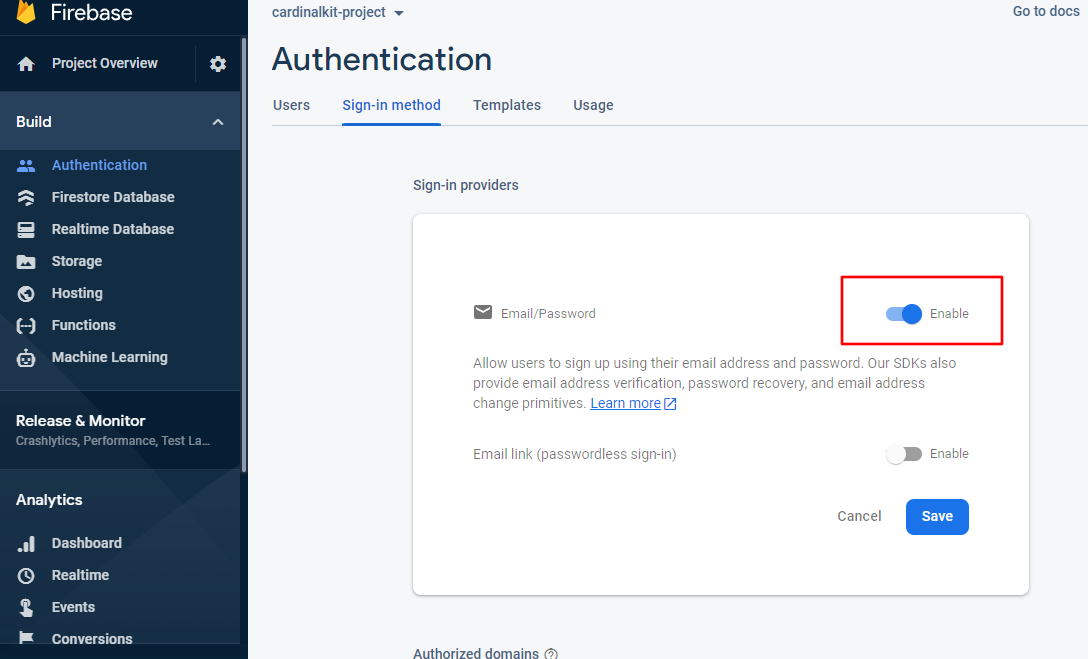 Firebase
Project Overview
Build
Authentication
Firestore Database
Realtime Database
Storage
Hosting
Functions
Machine Learning
Release & Monitor
Crashlytics, Performance, Test La...
Analytics
Dashboard
Realtime
Events
Conversions
cardinalkit-project
Go to docs
Authentication
Users Sign-in method Templates Usage
Sign-in providers
Email/Password
Enable
Allow users to sign up using their email address and password. Our SDKs also
provide email address verification, password recovery, and email address
change primitives. Learn more
Email link (passwordless sign-in)
Enable
Cancel
Save
Authorized domains